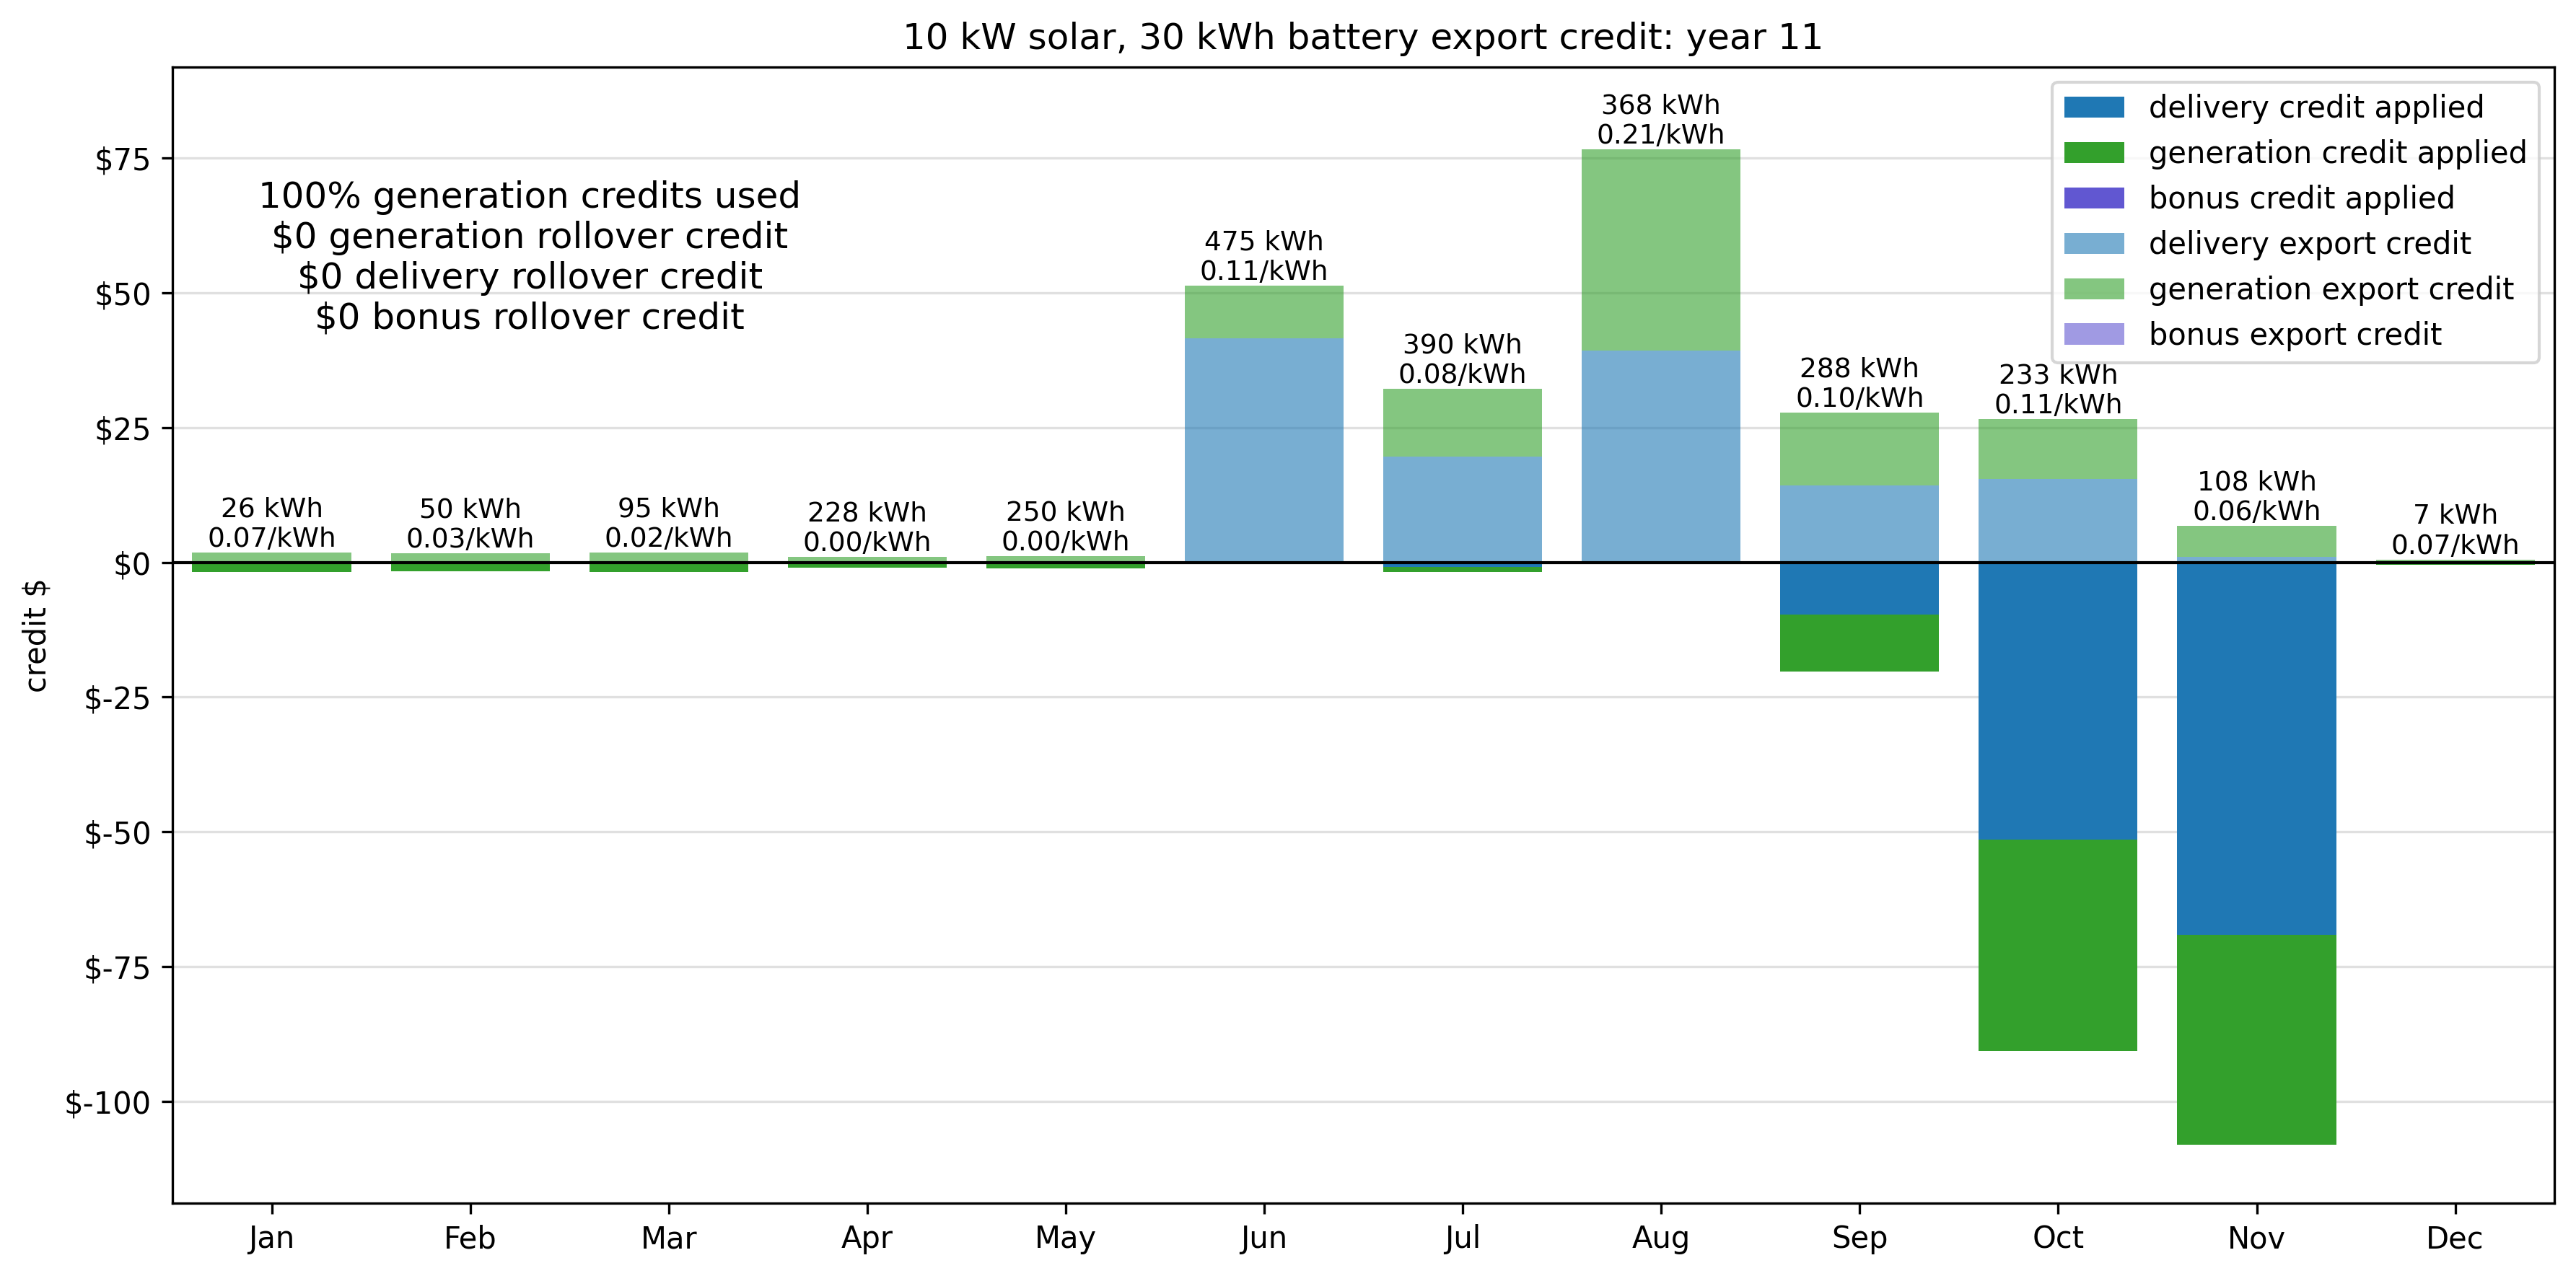 10 kW solar, 30 kWh battery export credit: year 11
credit $
$75
$50
$25
$0
$-25
$-50
$-75
$-100
100% generation credits used
$0 generation rollover credit
$0 delivery rollover credit
$0 bonus rollover credit
26 kWh
0.07/kWh
50 kWh
0.03/kWh
95 kWh
0.02/kWh
228 kWh
0.00/kWh
250 kWh
0.00/kWh
475 kWh
0.11/kWh
390 kWh
0.08/kWh
368 kWh
0.21/kWh
288 kWh
0.10/kWh
233 kWh
0.11/kWh
108 kWh
0.06/kWh
7 kWh
0.07/kWh
delivery credit applied
generation credit applied
bonus credit applied
delivery export credit
generation export credit
bonus export credit
Jan Feb Mar Apr May Jun Jul Aug Sep Oct Nov Dec